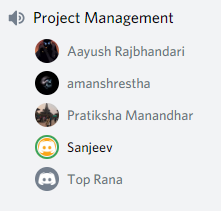 Project Management
Aayush Rajbhandari
amanshrestha
Pratiksha Manandhar
Sanjeev
Top Rana